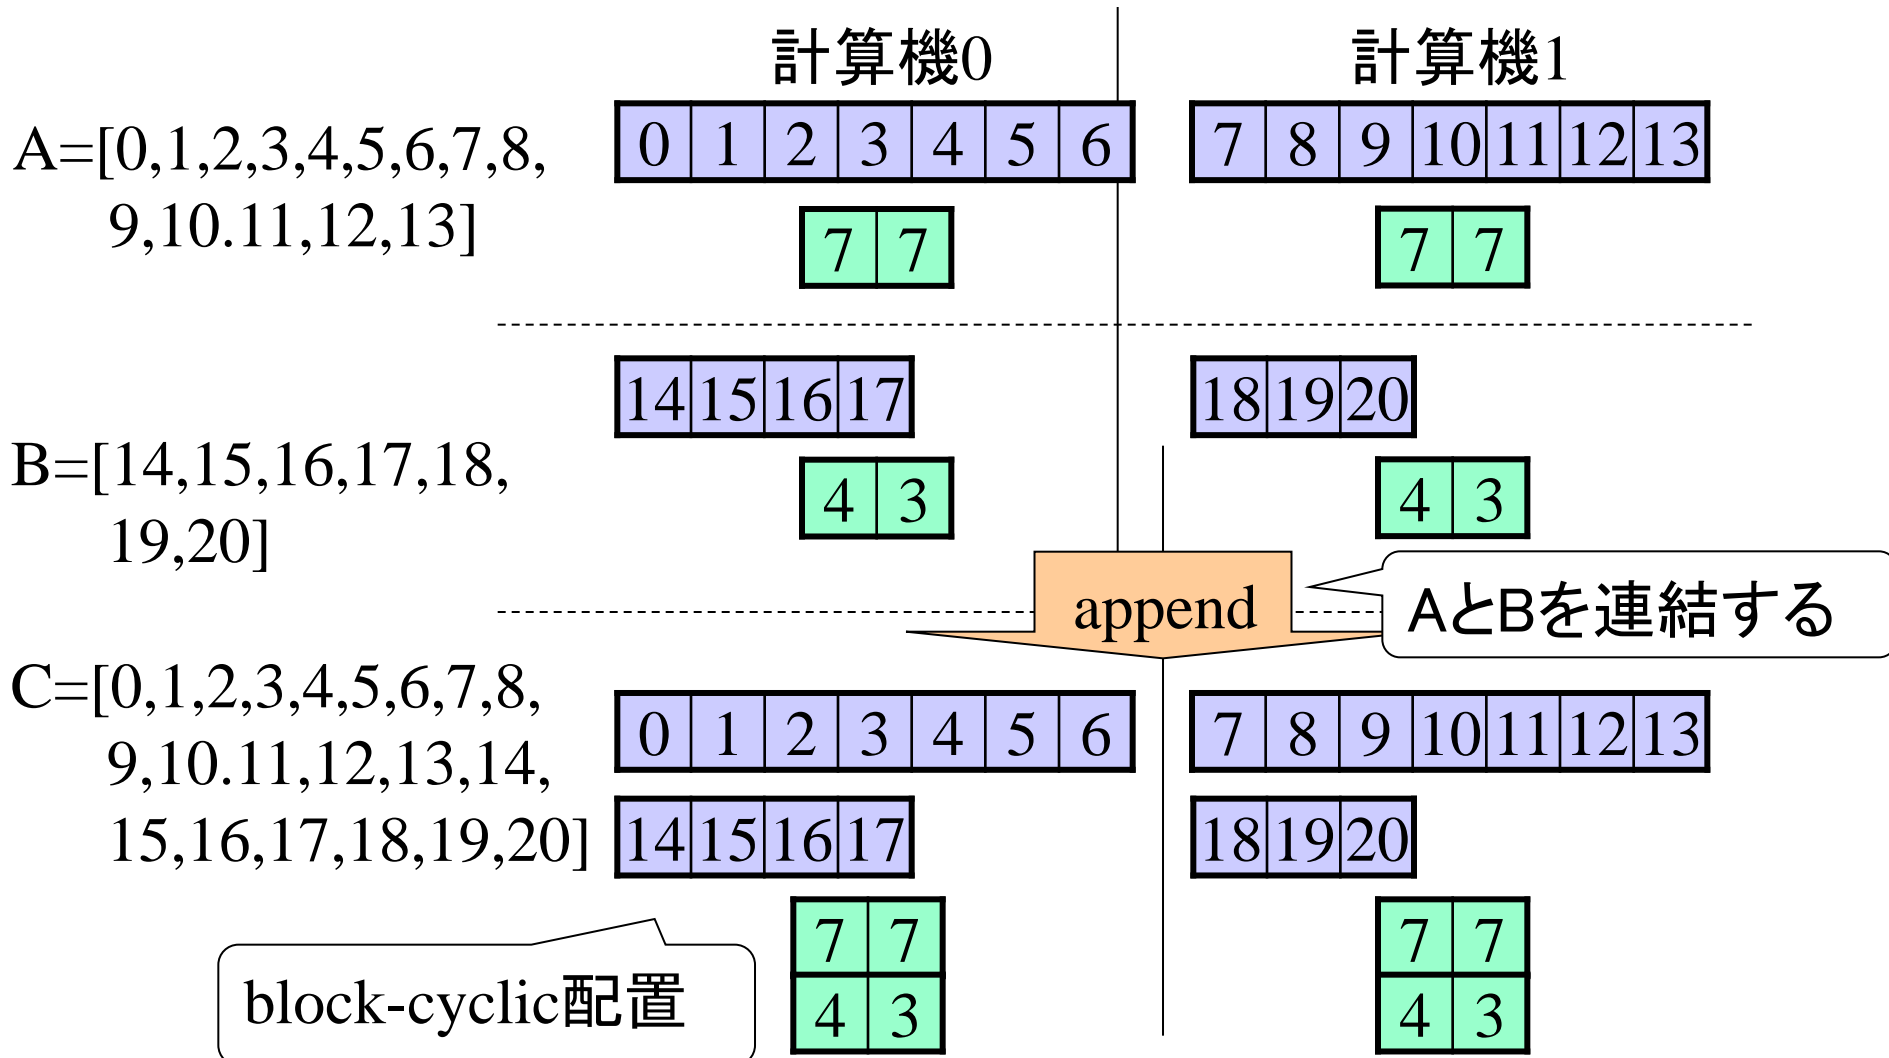 計算機0
計算機1
A=[0,1,2,3,4,5,6,7,8,
9,10.11,12,13]
0 1 2 3 4 5 6
7 8 9 10 11 12 13
7 7
7 7
B=[14,15,16,17,18,
19,20]
14 15 16 17
18 19 20
4 3
4 3
append
AとBを連結する
C=[0,1,2,3,4,5,6,7,8,
9,10.11,12,13,14,
15,16,17,18,19,20]
0 1 2 3 4 5 6
7 8 9 10 11 12 13
14 15 16 17
18 19 20
block-cyclic配置
7 7
4 3
7 7
4 3